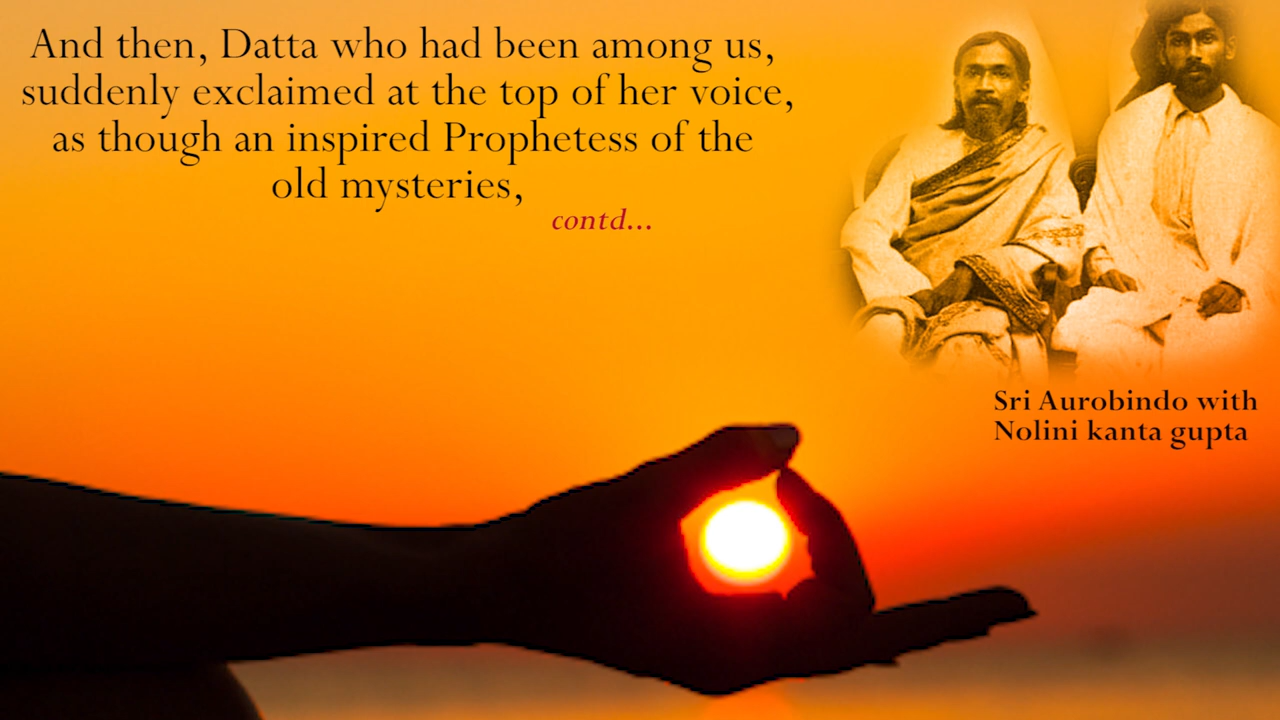 And then, Datta who had been among us,
suddenly exclaimed at the top of her voice,
as though an inspired Prophetess of the
old mysteries,
contd...
Sri Aurobindo with
Nolini kanta gupta